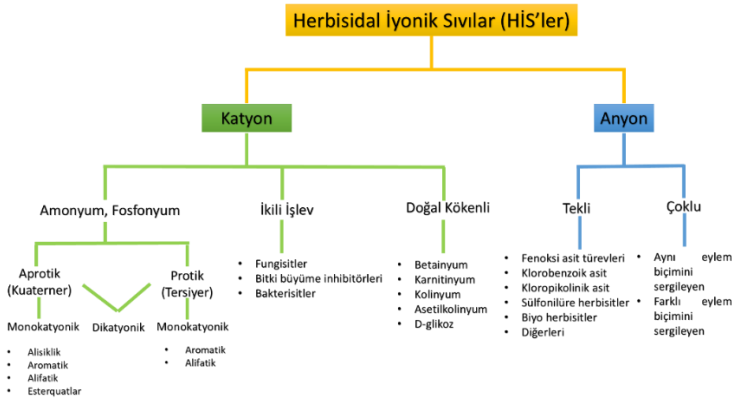 Herbisidal İyonik Sıvılar (HİS'ler)
Katyon
Anyon
Amonyum, Fosfonyum
İkili İşlev
Doğal Kökenli
Tekli
Çoklu
Aprotik
(Kuaterner)
Protik
(Tersiyer)
Monokatyonik
Dikatyonik
Monokatyonik
• Alisiklik
• Aromatik
• Alifatik
• Esterquatlar
• Aromatik
• Alifatik
• Fungisitler
• Bitki büyüme inhibitörleri
• Bakterisitler
• Betainyum
• Karnitinyum
• Kolinyum
• Asetilkolinyum
• D-glikoz
• Fenoksi asit türevleri
• Klorobenzoik asit
• Kloropikolinik asit
• Sülfonilüre herbisitler
• Biyo herbisitler
• Diğerleri
• Aynı eylem
biçimini
sergileyen
• Farklı eylem
biçimini
sergileyen